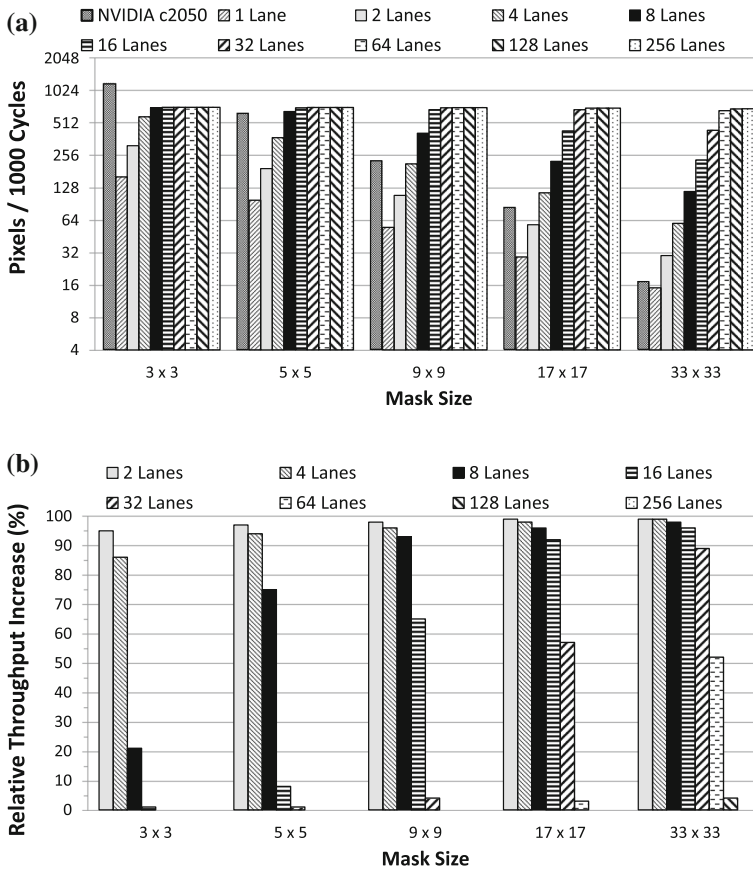 (a)
NVIDIA c2050 1 Lane 2 Lanes 4 Lanes 8 Lanes
16 Lanes 32 Lanes 64 Lanes 128 Lanes 256 Lanes
Pixels / 1000 Cycles
2048
1024
512
256
128
64
32
16
8
4
3 x 3 5 x 5 9 x 9 17 x 17 33 x 33
Mask Size
(b)
2 Lanes 4 Lanes 8 Lanes 16 Lanes
32 Lanes 64 Lanes 128 Lanes 256 Lanes
Relative Throughput Increase (%)
100
90
80
70
60
50
40
30
20
10
0
3 x 3 5 x 5 9 x 9 17 x 17 33 x 33
Mask Size